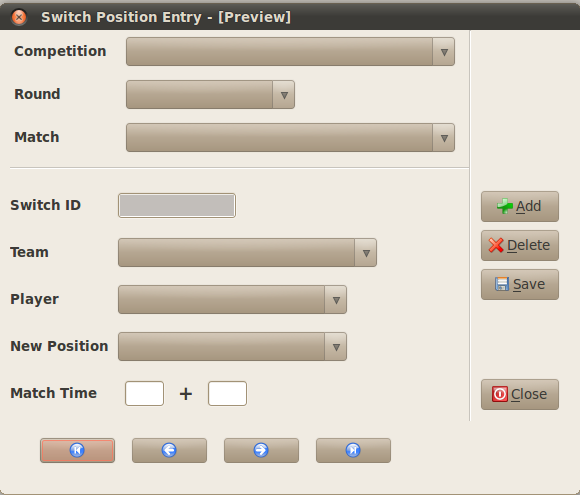 Switch Position Entry - [Preview]
Competition
Round
Match
Switch ID
Team
Player
New Position
Match Time
+
Add
Delete
Save
Close